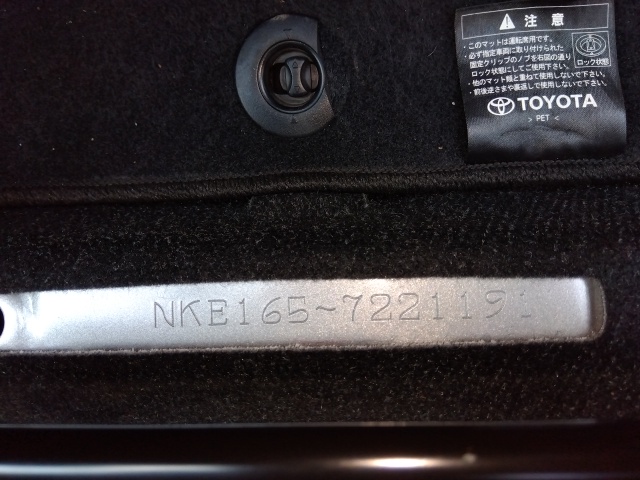 注意
・このマットは運転席用です。
・必ず指定車両に取り付けられた
固定クリップのノブを右図の通り
ロック状態にしてご使用下さい。
・他のマット類と重ねて使用しないで下さい。
・前後逆さまや裏返しで使用しないで下さい。
ロック状態
TOYOTA
> PET <
NKE165~7221191